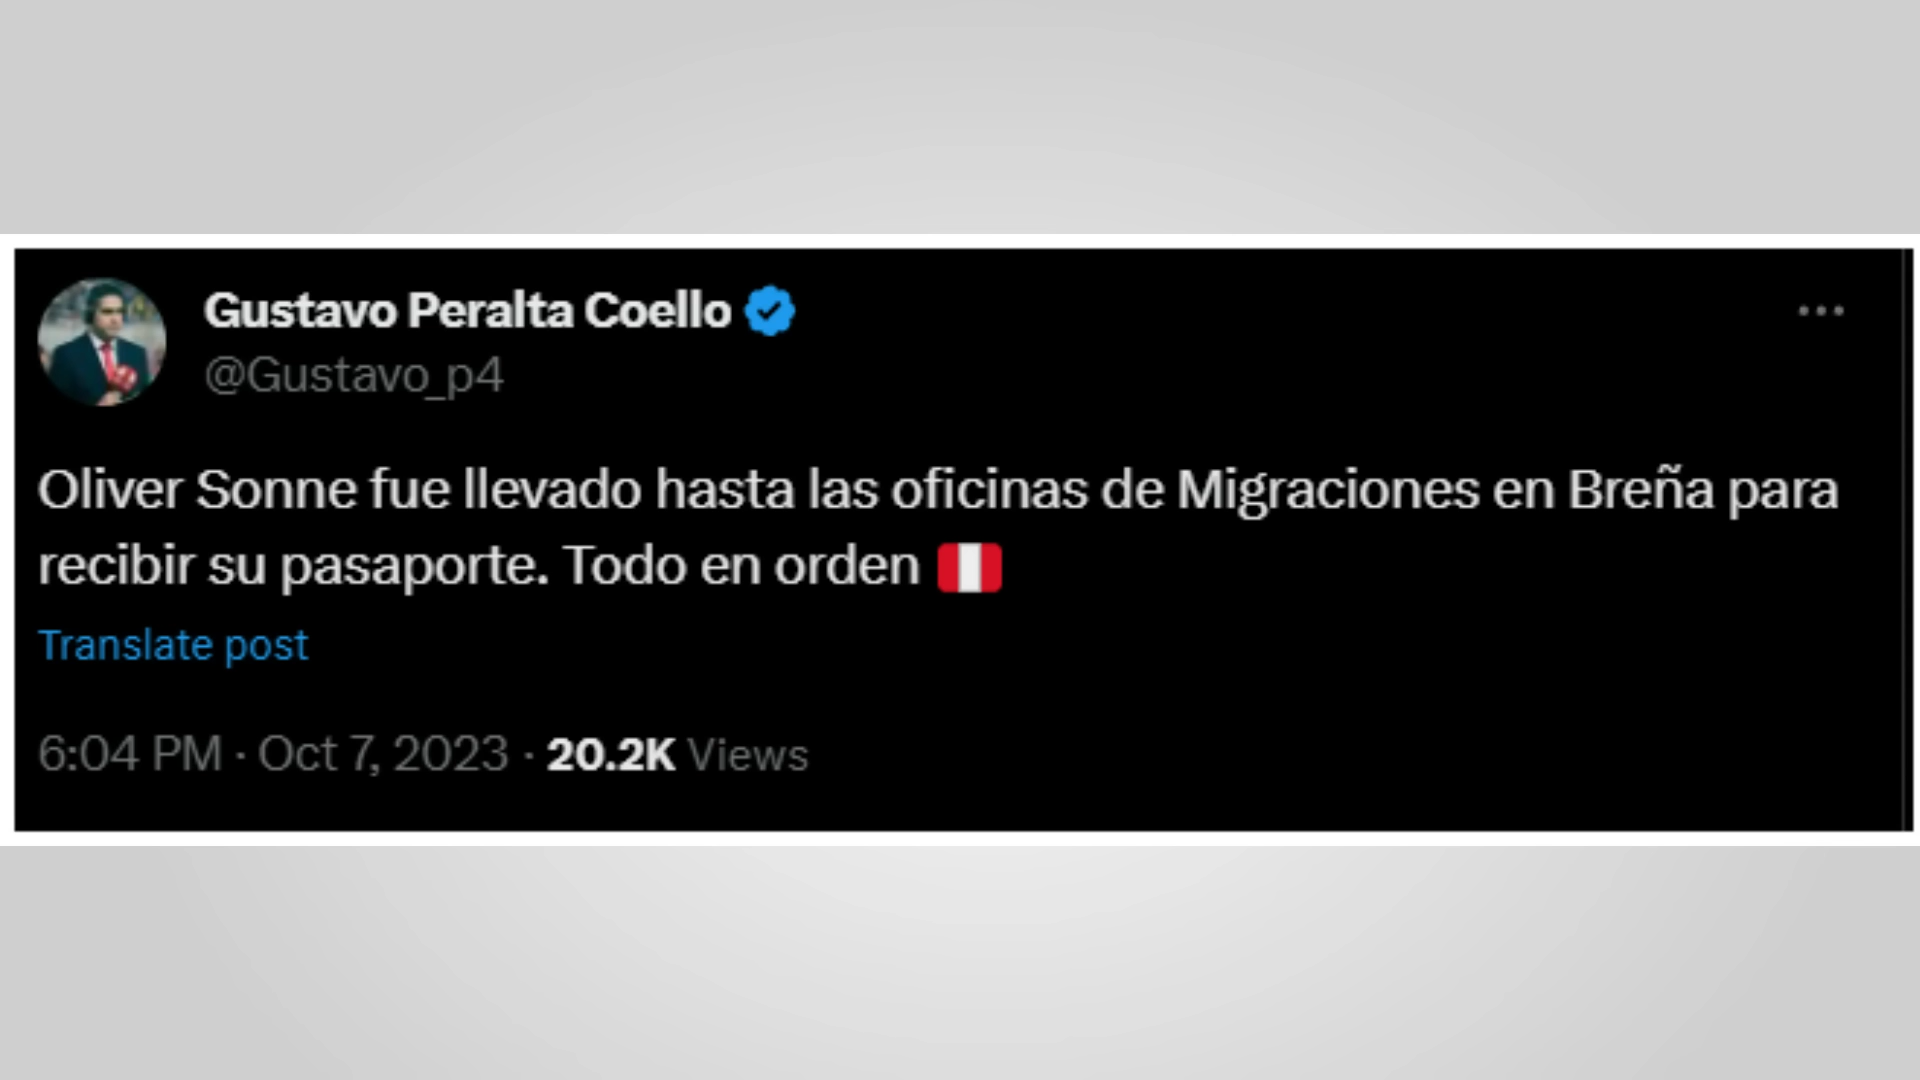 Gustavo Peralta Coello
@Gustavo_p4
Oliver Sonne fue llevado hasta las oficinas de Migraciones en Breña para
recibir su pasaporte. Todo en orden 🇵🇪
Translate post
6:04 PM · Oct 7, 2023 · 20.2K Views